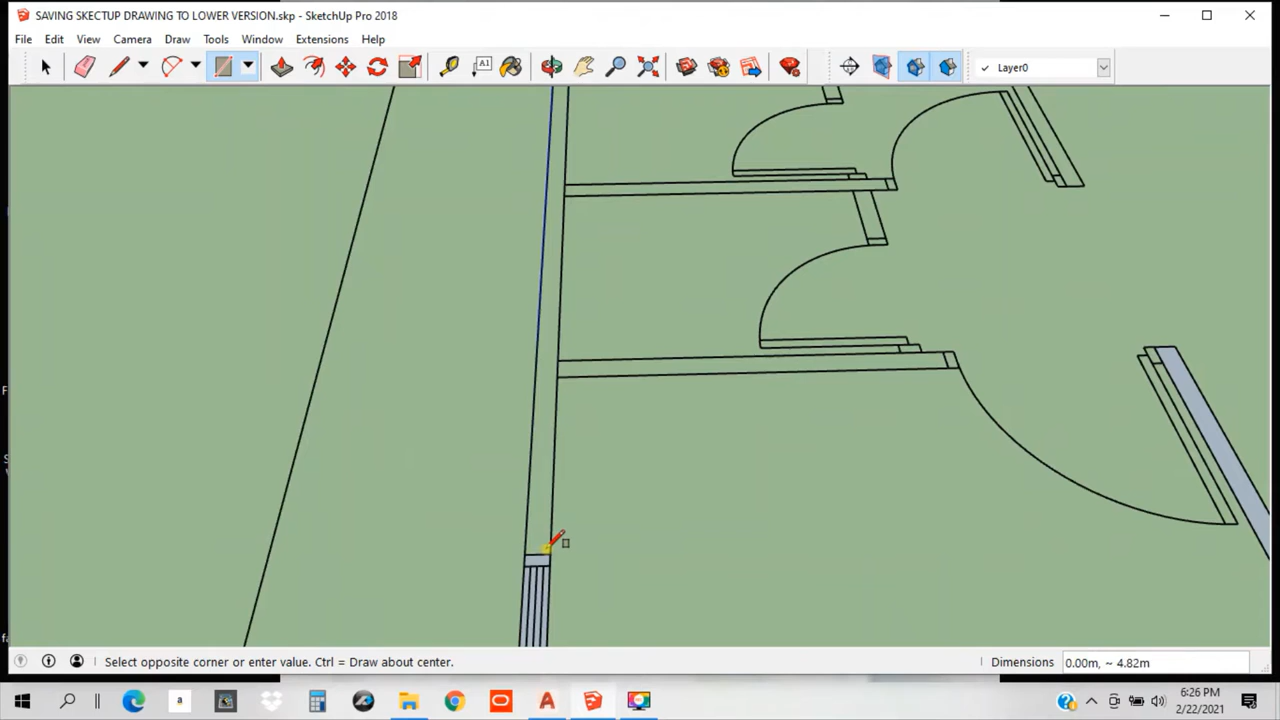 SAVING SKECTUP DRAWING TO LOWER VERSION.skp - SketchUp Pro 2018
File Edit View Camera Draw Tools Window Extensions Help
A1
Layer0
Select opposite corner or enter value. Ctrl = Draw about center.
Dimensions 0.00m, ~ 4.82m
a
6:26 PM
2/22/2021